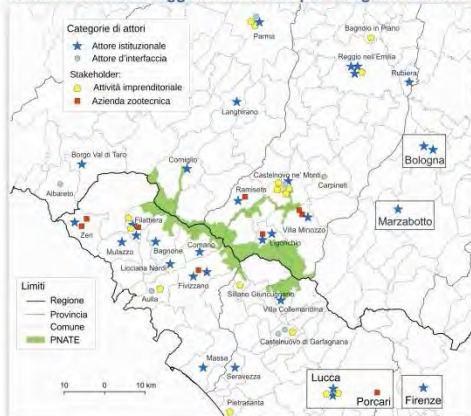 Categorie di attori
Attore istituzionale
Attore d'interfaccia
Stakeholder:
Attività imprenditoriale
Azienda zootecnica
Parma
Bagnolo in Piano
Reggio nell'Emilia
Rubiera
Langhirano
Borgo Val di Taro
Corniglio
Castelnovo ne' Monti
Carpineti
Bologna
Albareto
Ramiseto
Filattiera
Villa Minozzo
Marzabotto
Zeri
Mulazzo
Bagnone
Comano
Ligonchio
Licciana Nardi
Fivizzano
Limiti
Regione
Provincia
Comune
PNATE
Aulla
Sillano Giuncugnano
Villa Collemandina
Castelnuovo di Garfagnana
Massa
Seravezza
Lucca
Porcari
Firenze
10 0 10 km
Pietrasanta